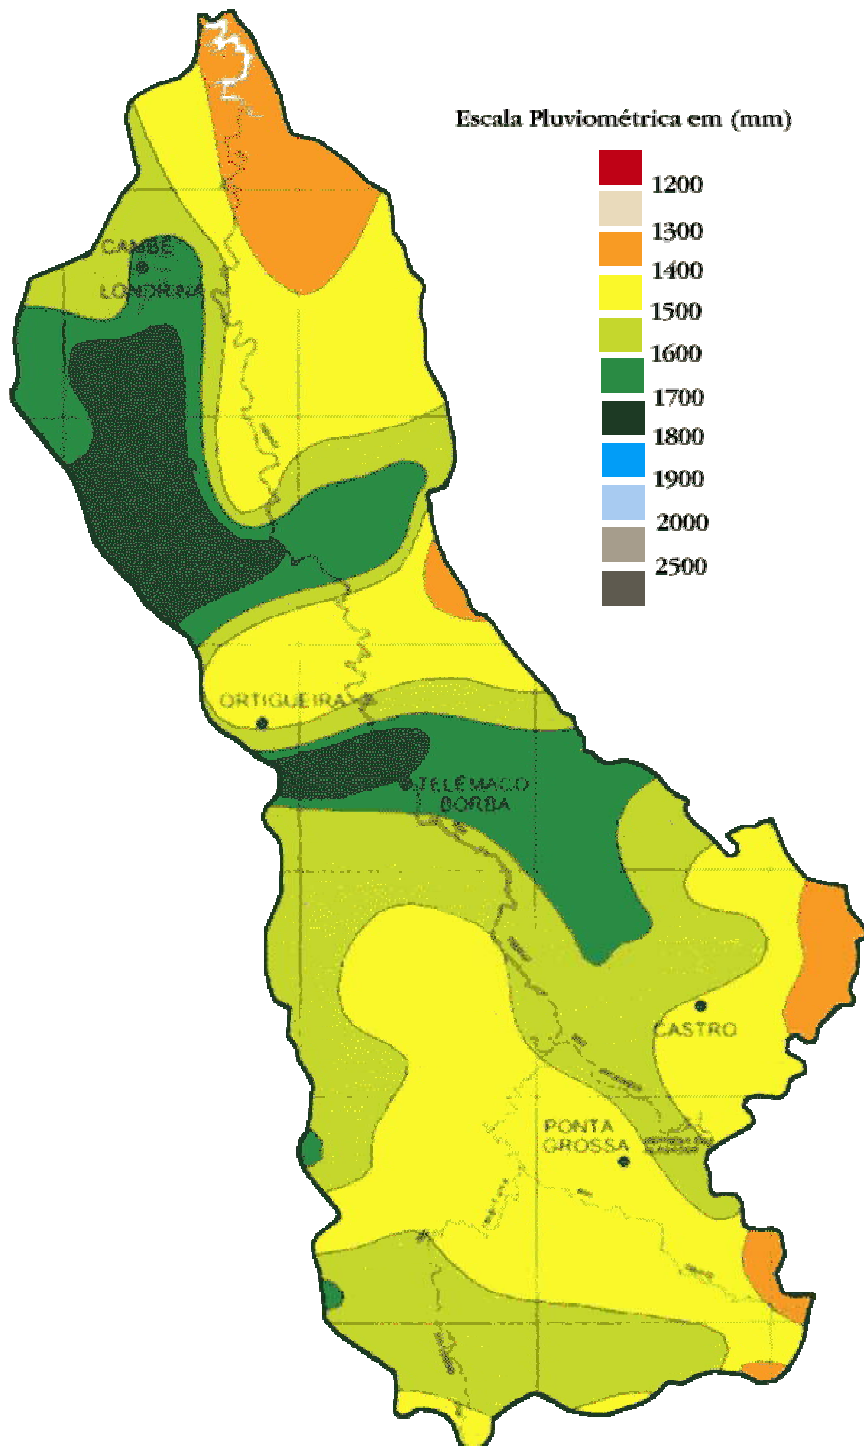 Escala Pluviométrica em (mm)
1200
1300
1400
1500
1600
1700
1800
1900
2000
2500
CAMBÉ
LONDRINA
ORTIGUEIRA
TELÊMACO
BORBA
CASTRO
PONTA
GROSSA